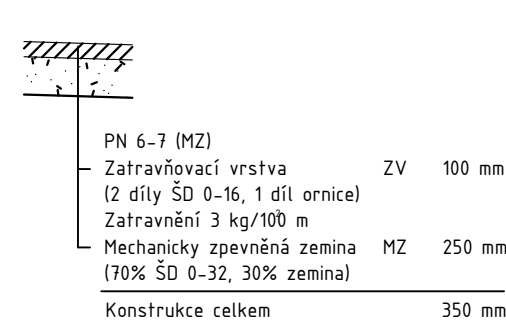 PN 6-7 (MZ)
Zatravňovací vrstva ZV 100 mm
(2 díly ŠD 0-16, 1 díl ornice)
Zatravnění 3 kg/100 m²
Mechanicky zpevněná zemina MZ 250 mm
(70% ŠD 0-32, 30% zemina)
Konstrukce celkem 350 mm